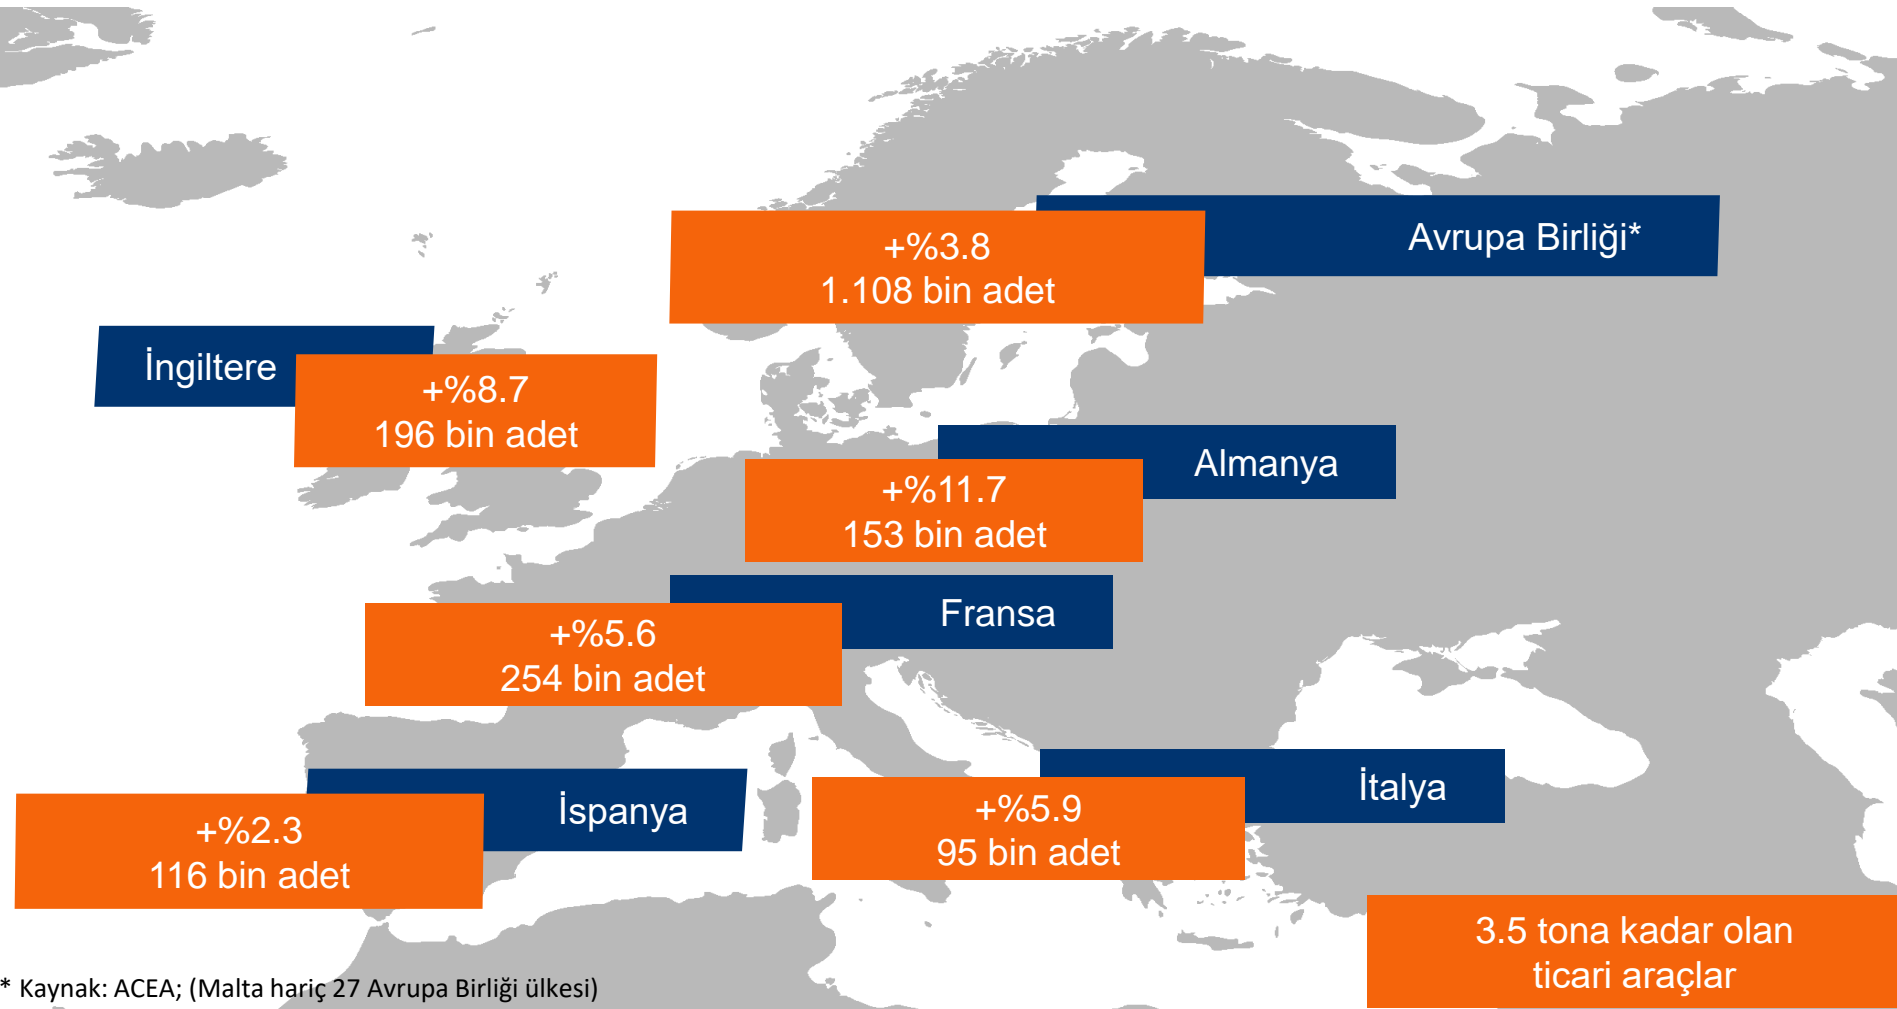 Avrupa Birliği*
+%3.8
1.108 bin adet
İngiltere
+%8.7
196 bin adet
Almanya
+%11.7
153 bin adet
Fransa
+%5.6
254 bin adet
İspanya
+%2.3
116 bin adet
İtalya
+%5.9
95 bin adet
3.5 tona kadar olan
ticari araçlar
* Kaynak: ACEA; (Malta hariç 27 Avrupa Birliği ülkesi)